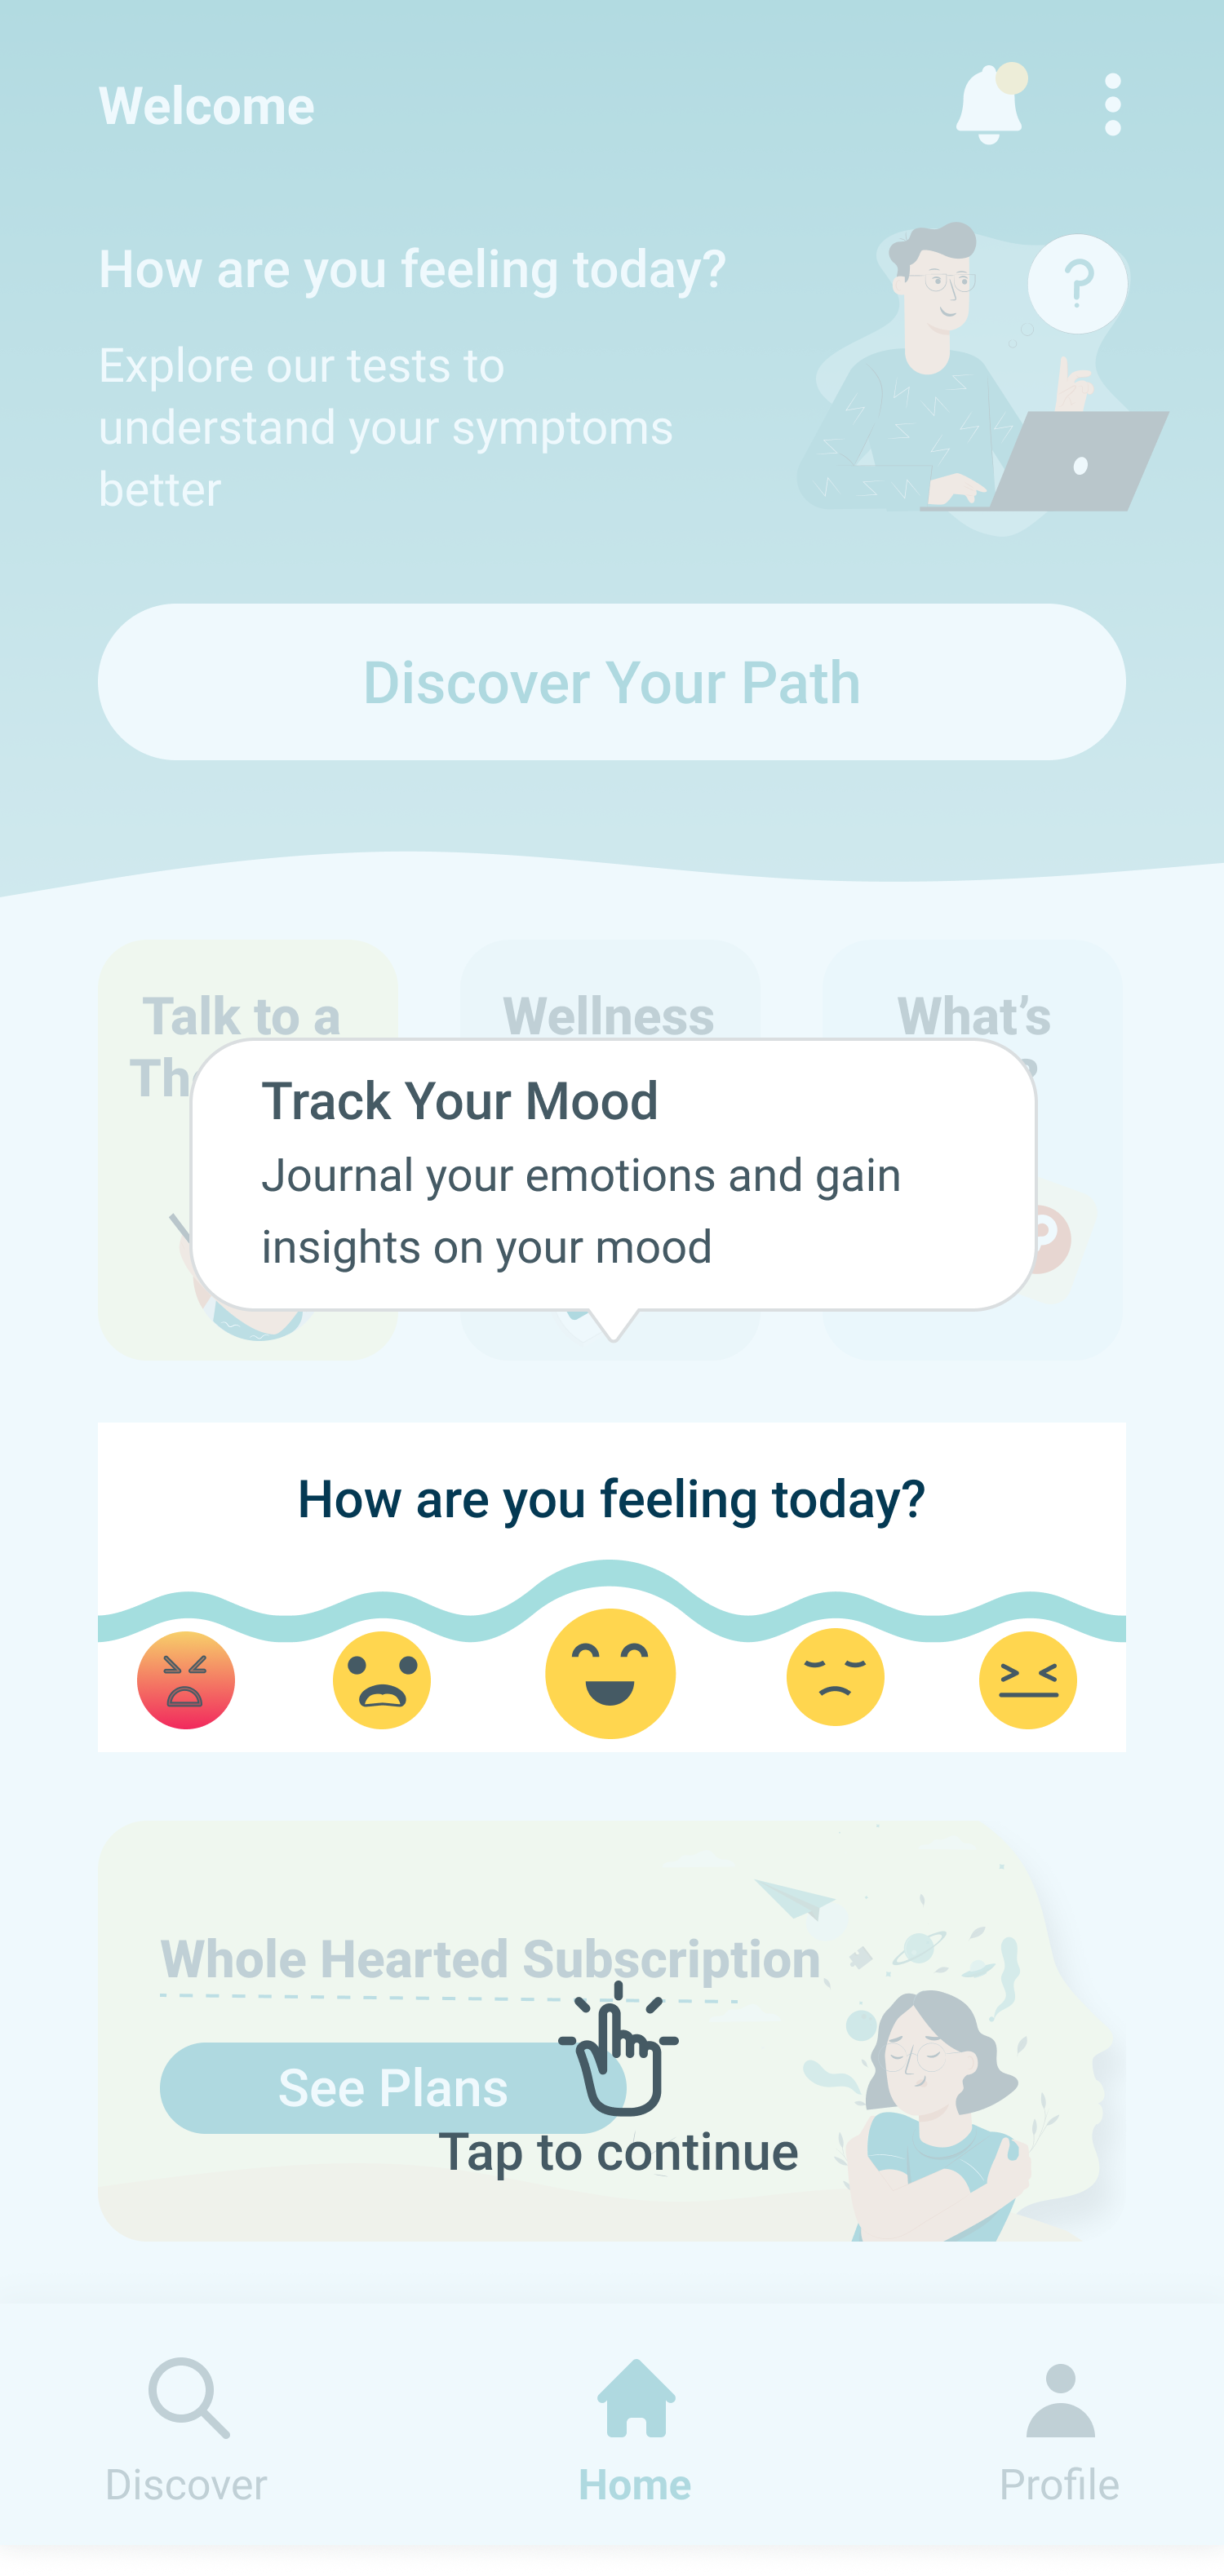 Welcome
How are you feeling today?
Explore our tests to
understand your symptoms
better
?
Discover Your Path
Talk to a
Wellness
What’s
Track Your Mood
Journal your emotions and gain
insights on your mood
How are you feeling today?
Whole Hearted Subscription
See Plans
Tap to continue
Discover
Home
Profile